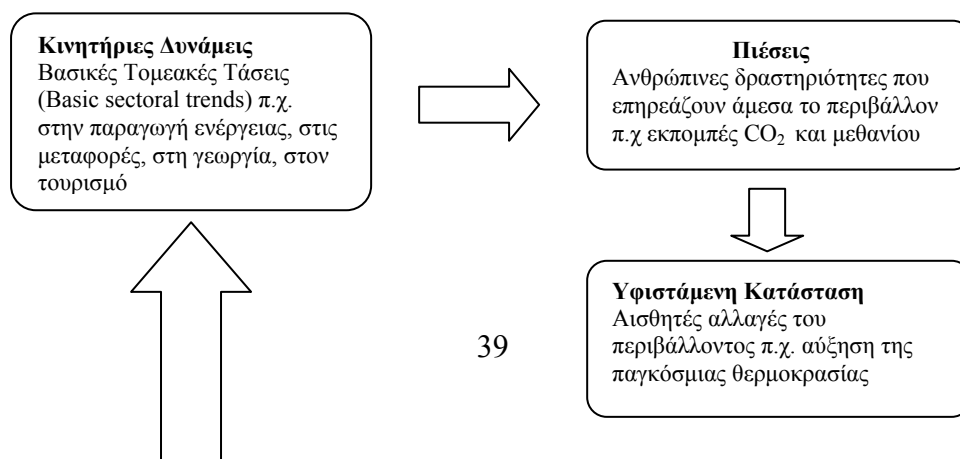 Κινητήριες Δυνάμεις
Βασικές Τομεακές Τάσεις
(Basic sectoral trends) π.χ.
στην παραγωγή ενέργειας, στις
μεταφορές, στη γεωργία, στον
τουρισμό
Πιέσεις
Ανθρώπινες δραστηριότητες που
επηρεάζουν άμεσα το περιβάλλον
π.χ εκπομπές CO₂ και μεθανίου
Υφιστάμενη Κατάσταση
Αισθητές αλλαγές του
περιβάλλοντος π.χ. αύξηση της
παγκόσμιας θερμοκρασίας
39